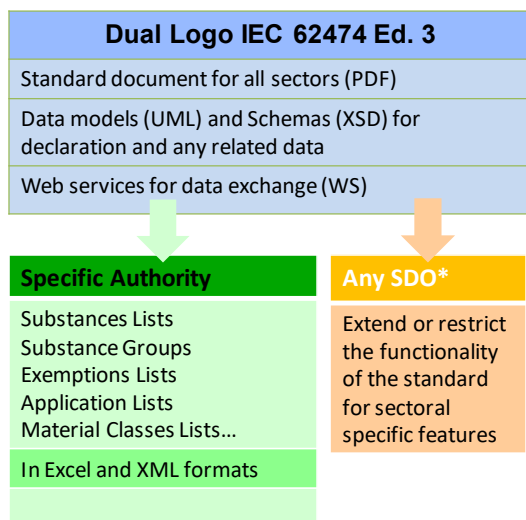 Dual Logo IEC 62474 Ed. 3
Standard document for all sectors (PDF)
Data models (UML) and Schemas (XSD) for
declaration and any related data
Web services for data exchange (WS)
Specific Authority
Substances Lists
Substance Groups
Exemptions Lists
Application Lists
Material Classes Lists...
In Excel and XML formats
Any SDO*
Extend or restrict
the functionality
of the standard
for sectoral
specific features